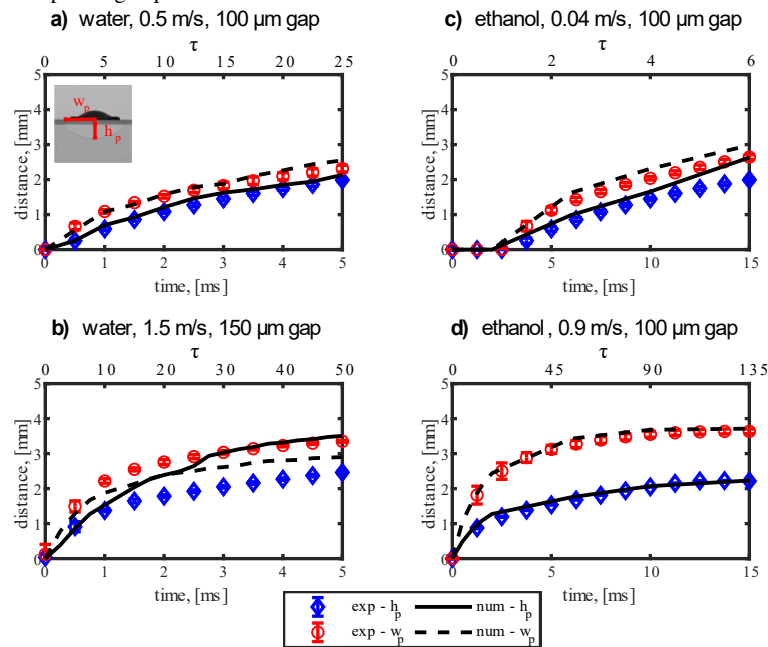 a) water, 0.5 m/s, 100 μm gap
τ
0 5 10 15 20 25
5
4
3
2
1
0
distance, [mm]
w_p
h_p
0 1 2 3 4 5
time, [ms]
c) ethanol, 0.04 m/s, 100 μm gap
τ
0 2 4 6
5
4
3
2
1
0
distance, [mm]
0 5 10 15
time, [ms]
b) water, 1.5 m/s, 150 μm gap
τ
0 10 20 30 40 50
5
4
3
2
1
0
distance, [mm]
0 1 2 3 4 5
time, [ms]
d) ethanol, 0.9 m/s, 100 μm gap
τ
0 45 90 135
5
4
3
2
1
0
distance, [mm]
0 5 10 15
time, [ms]
exp - h_p num - h_p
exp - w_p num - w_p